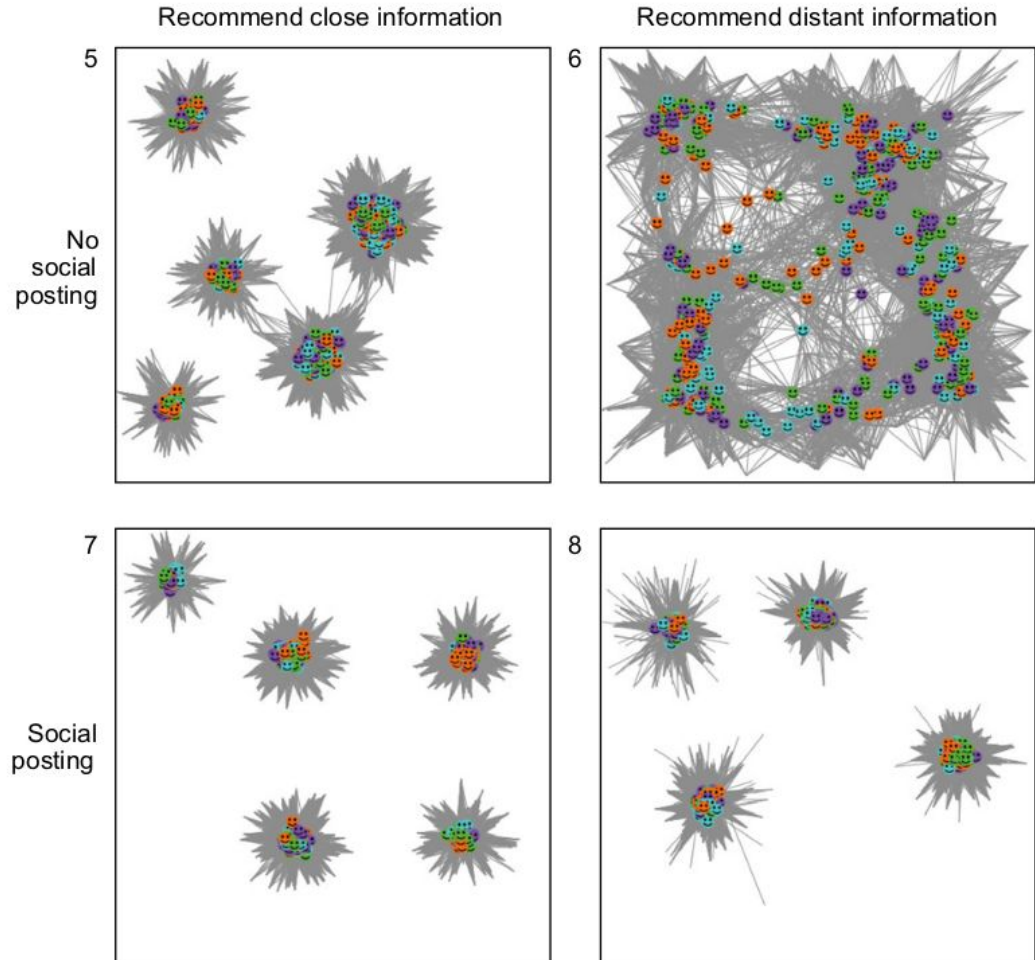 Recommend close information
Recommend distant information
5
6
No
social
posting
7
8
Social
posting